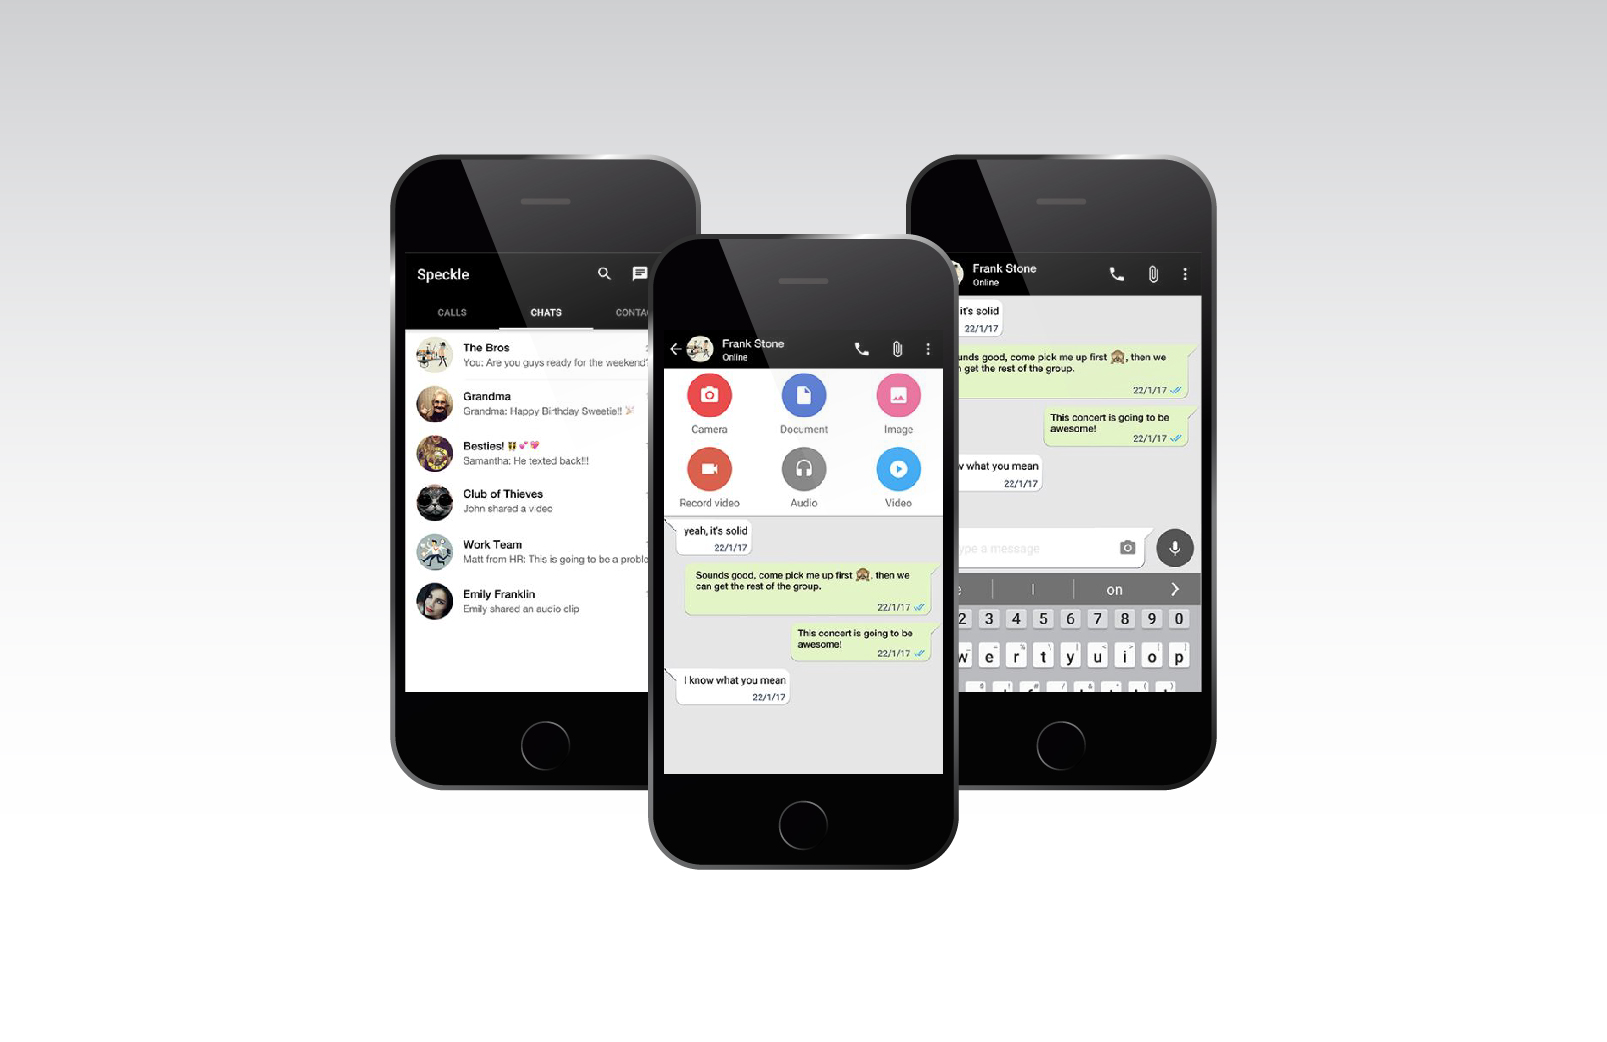 Speckle
CALLS CHATS
The Bros
You: Are you guys ready for the weekend?
Grandma
Grandma: Happy Birthday Sweetie!! 🎉
Besties! 👯 💕 💖
Samantha: He texted back!!!
Club of Thieves
John shared a video
Work Team
Matt from HR: This is going to be a
Emily Franklin
Emily shared an audio clip
Frank Stone
Online
Camera Document Image
Record video Audio Video
yeah, it's solid
22/1/17
Sounds good, come pick me up first 🙈, then we
can get the rest of the group.
22/1/17
This concert is going to be
awesome!
22/1/17
I know what you mean
22/1/17
Frank Stone
Online
it's solid
22/1/17
good, come pick me up first 🙈, then we
get the rest of the group.
22/1/17
This concert is going to be
awesome!
22/1/17
what you mean
22/1/17
a message
on
2 3 4 5 6 7 8 9 0
w e r t y u i o p